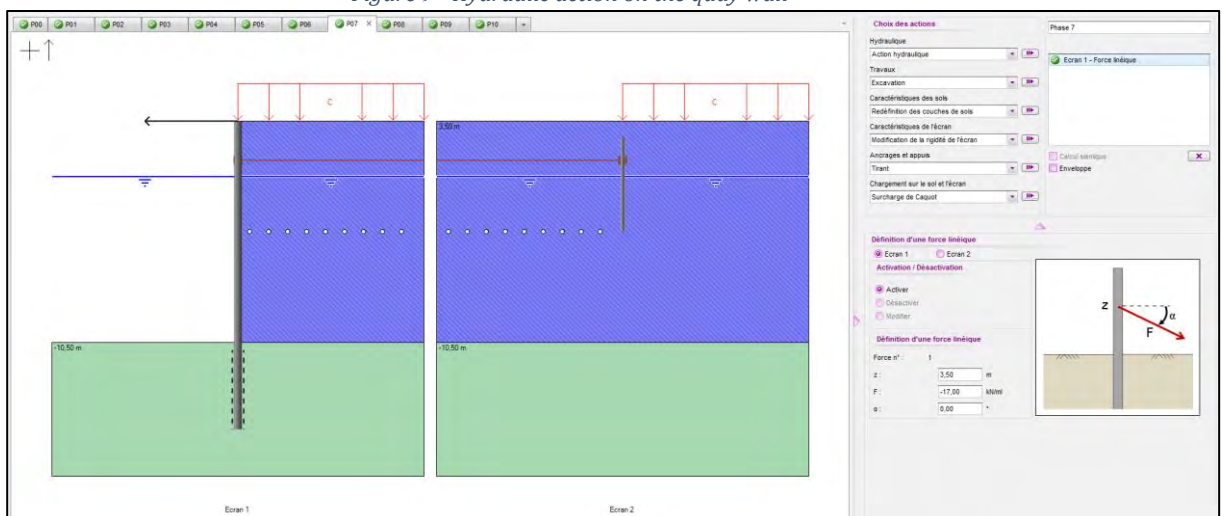 Figure 59 - Hydraulic action on the quay wall
P00 P01 P02 P03 P04 P05 P06 P07 × P08 P09 P10 +
Choix des actions
Phase 7
Hydraulique
Action hydraulique
Ecran 1 - Force linéique
Travaux
Excavation
Caractéristiques des sols
Redéfinition des couches de sols
Caractéristiques de l'écran
Modification de la rigidité de l'écran
Ancrages et appuis
Tirant
Calcul sismique
Enveloppe
Chargement sur le sol et l'écran
Surcharge de Caquot
C
C
3,50 m
-10,50 m
-10,50 m
Ecran 1
Ecran 2
Définition d'une force linéique
Ecran 1
Ecran 2
Activation / Désactivation
Activer
Désactiver
Modifier
Définition d'une force linéique
Force n° : 1
z : 3,50 m
F : -17,00 kN/ml
α : 0,00 °
z
α
F